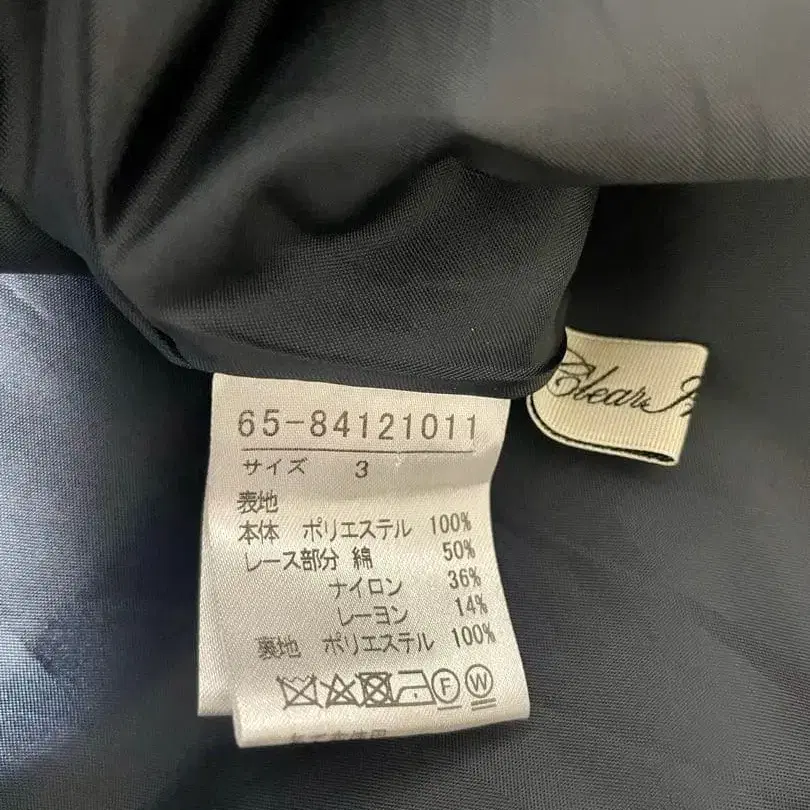 65-84121011
サイズ 3
表地
本体 ポリエステル 100%
レース部分 綿 50%
ナイロン 36%
レーヨン 14%
裏地 ポリエステル 100%
F W
Clear